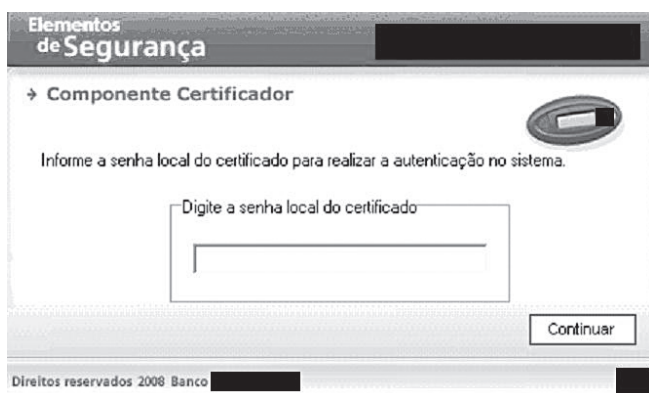 Elementos
de Segurança
→ Componente Certificador
Informe a senha local do certificado para realizar a autenticação no sistema.
Digite a senha local do certificado
Continuar
Direitos reservados 2008 Banco